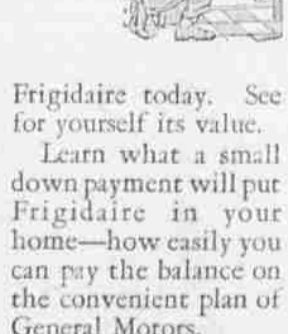 Frigidaire today. See
for yourself its value.
Learn what a small
down payment will put
Frigidaire in your
home—how easily you
can pay the balance on
the convenient plan of
General Motors.